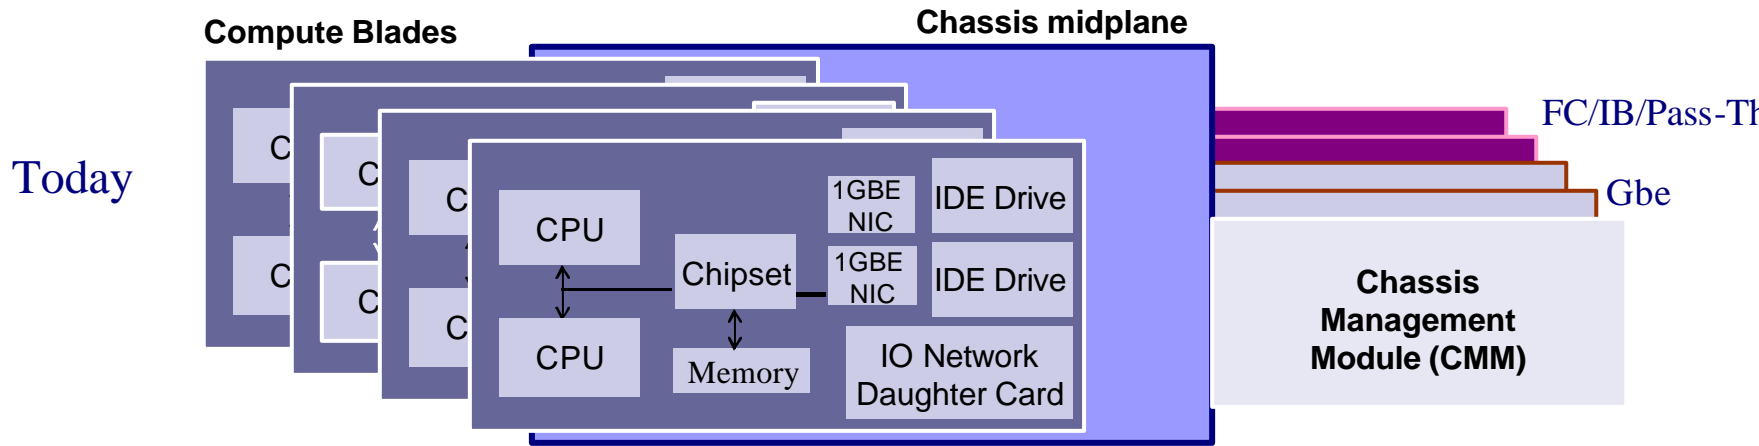 Compute Blades
Chassis midplane
Today
FC/IB/Pass-Th
Gbe
C
C
C
C
C
C
CPU
CPU
Chipset
Memory
1GBE
NIC
1GBE
NIC
IDE Drive
IDE Drive
IO Network
Daughter Card
Chassis
Management
Module (CMM)